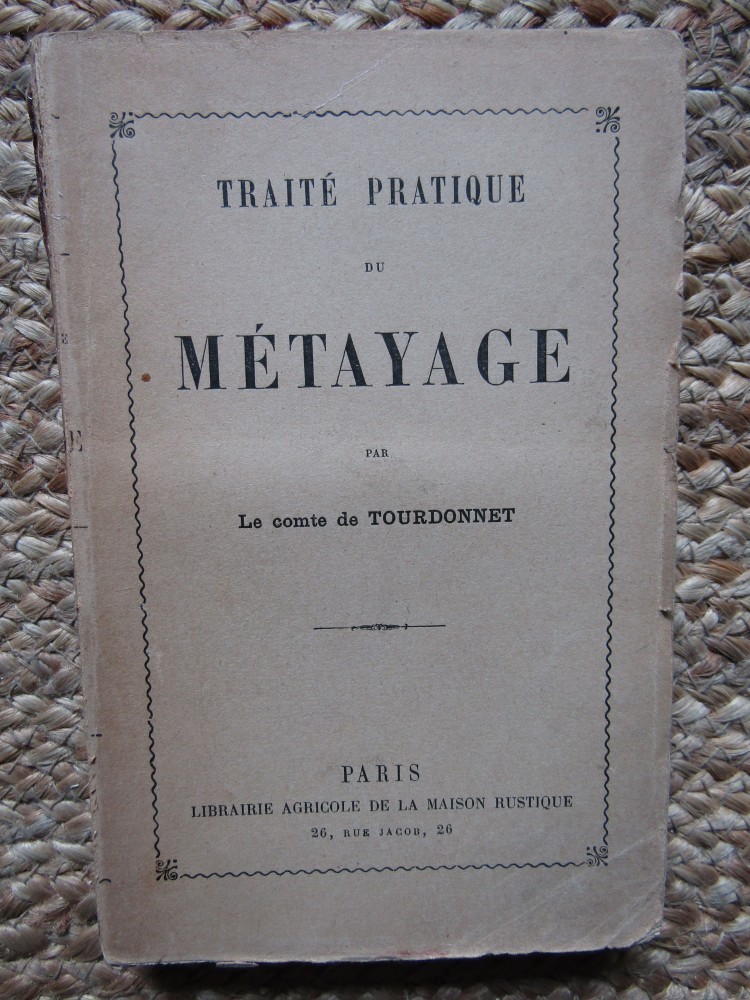 TRAITÉ PRATIQUE
DU
MÉTAYAGE
PAR
Le comte de TOURDONNET
PARIS
LIBRAIRIE AGRICOLE DE LA MAISON RUSTIQUE
26, RUE JACOB, 26